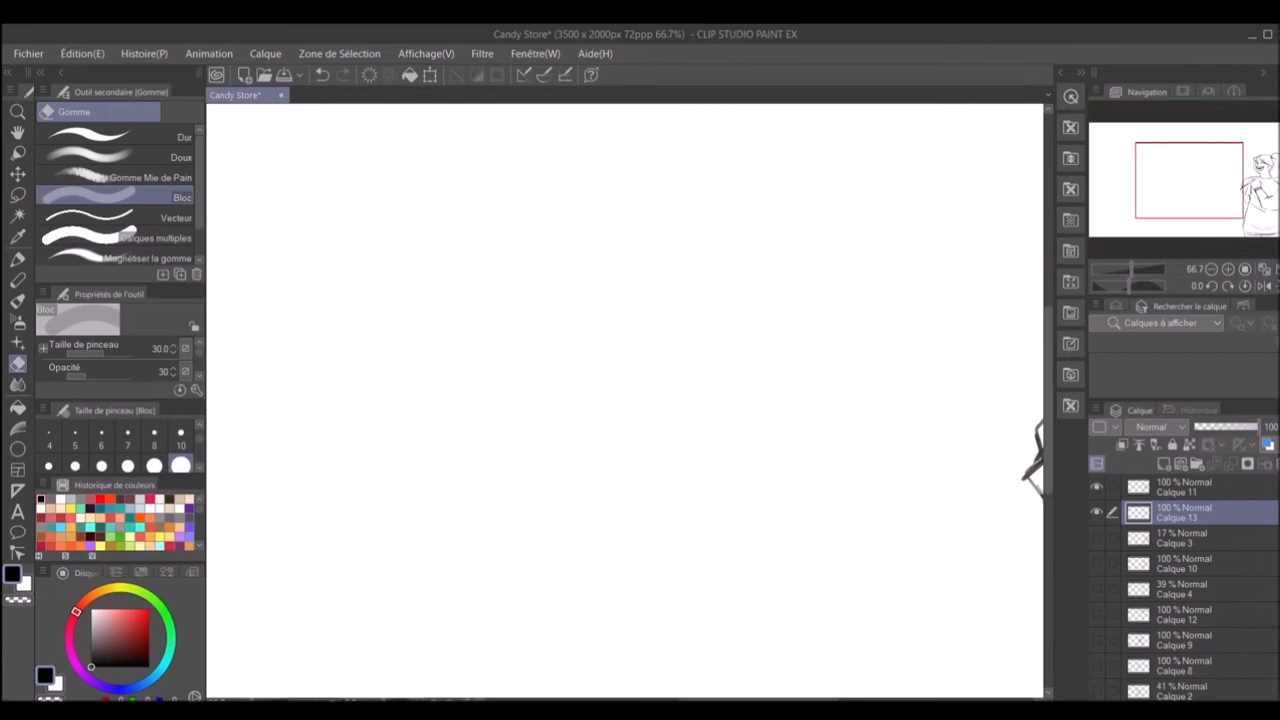 Candy Store* (3500 x 2000px 72ppp 66.7%) - CLIP STUDIO PAINT EX
Fichier Édition(E) Histoire(P) Animation Calque Zone de Sélection Affichage(V) Filtre Fenêtre(W) Aide(H)
Outil secondaire [Gomme]
Candy Store*
Navigation
Gomme
Dur
Doux
Gomme Mie de Pain
Bloc
Vecteur
Calques multiples
Magnétiser la gomme
66.7
0.0
Propriétés de l'outil
Bloc
Rechercher le calque
Calques à afficher
Taille de pinceau 30.0
Opacité 30
Taille de pinceau [Bloc]
4 5 6 7 8 10
Calque Historique
Normal 100
Historique de couleurs
100 % Normal
Calque 11
100 % Normal
Calque 13
17 % Normal
Calque 3
100 % Normal
Calque 10
39 % Normal
Calque 4
100 % Normal
Calque 12
100 % Normal
Calque 9
100 % Normal
Calque 8
41 % Normal
Calque 2
H S V
Disqu